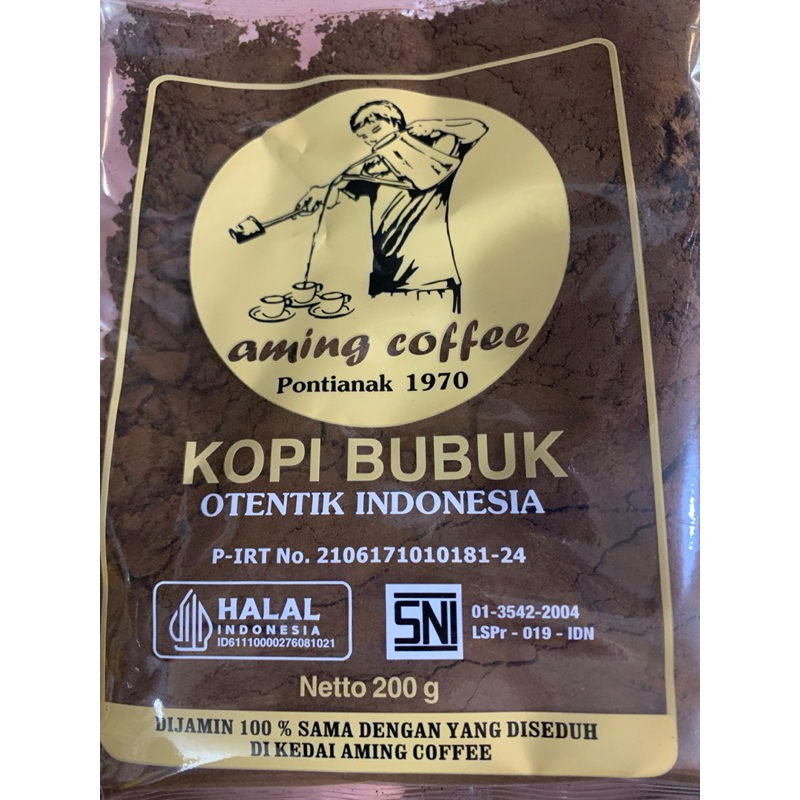 aming coffee
Pontianak 1970
KOPI BUBUK
OTENTIK INDONESIA
P-IRT No. 2106171010181-24
HALAL
INDONESIA
ID61110000276081021
SNI
01-3542-2004
LSPr - 019 - IDN
Netto 200 g
DIJAMIN 100 % SAMA DENGAN YANG DISEDUH
DI KEDAI AMING COFFEE